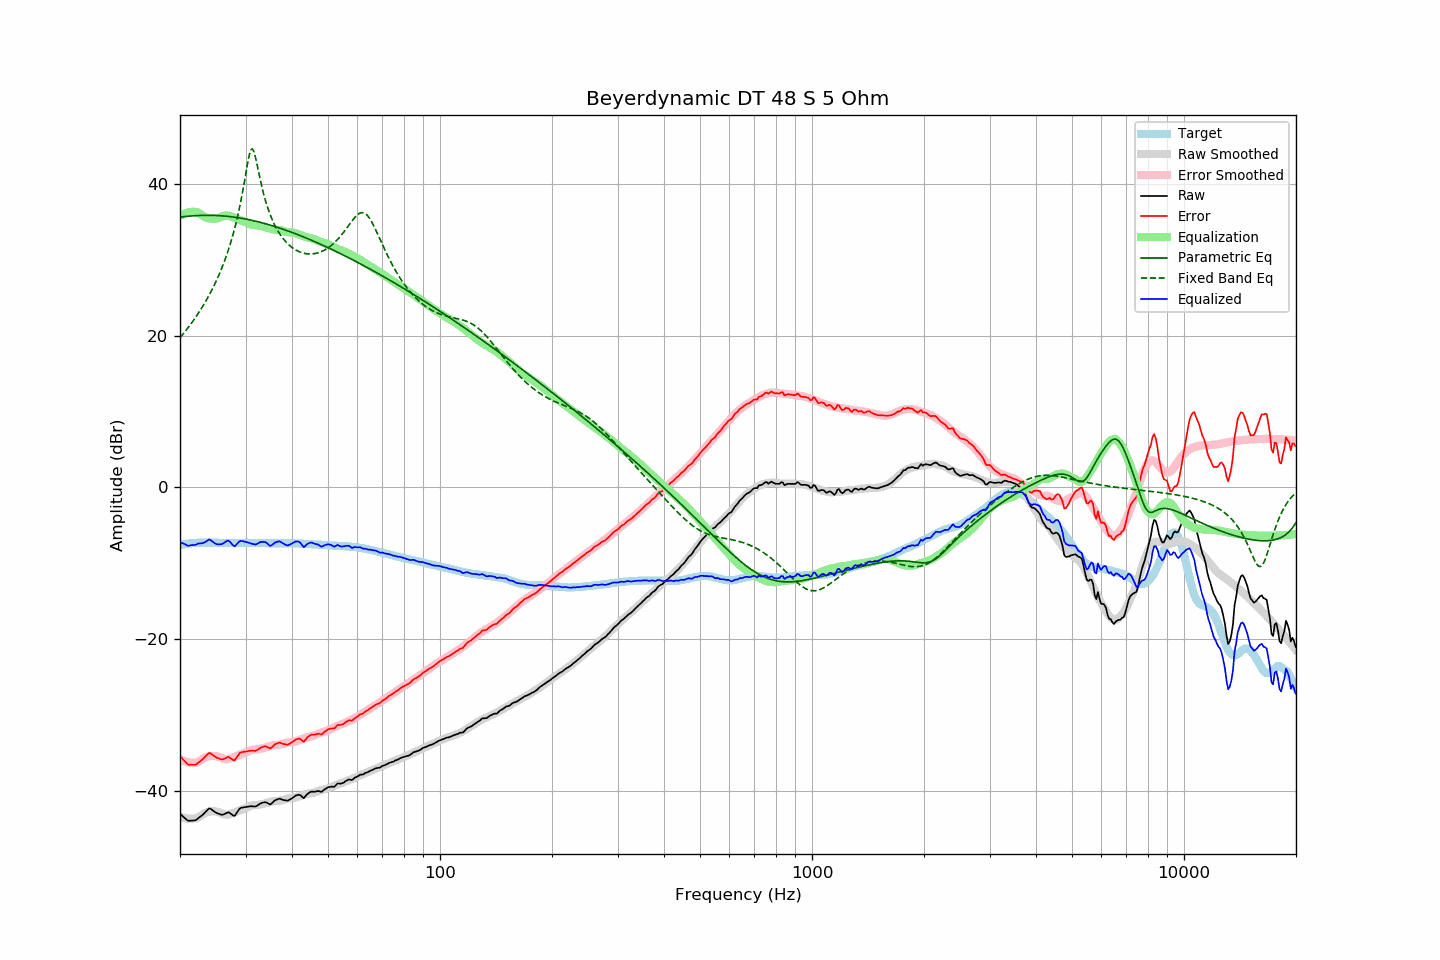 Beyerdynamic DT 48 S 5 Ohm
Target
Raw Smoothed
Error Smoothed
Raw
Error
Equalization
Parametric Eq
Fixed Band Eq
Equalized
Amplitude (dBr)
40
20
0
−20
−40
100
1000
10000
Frequency (Hz)